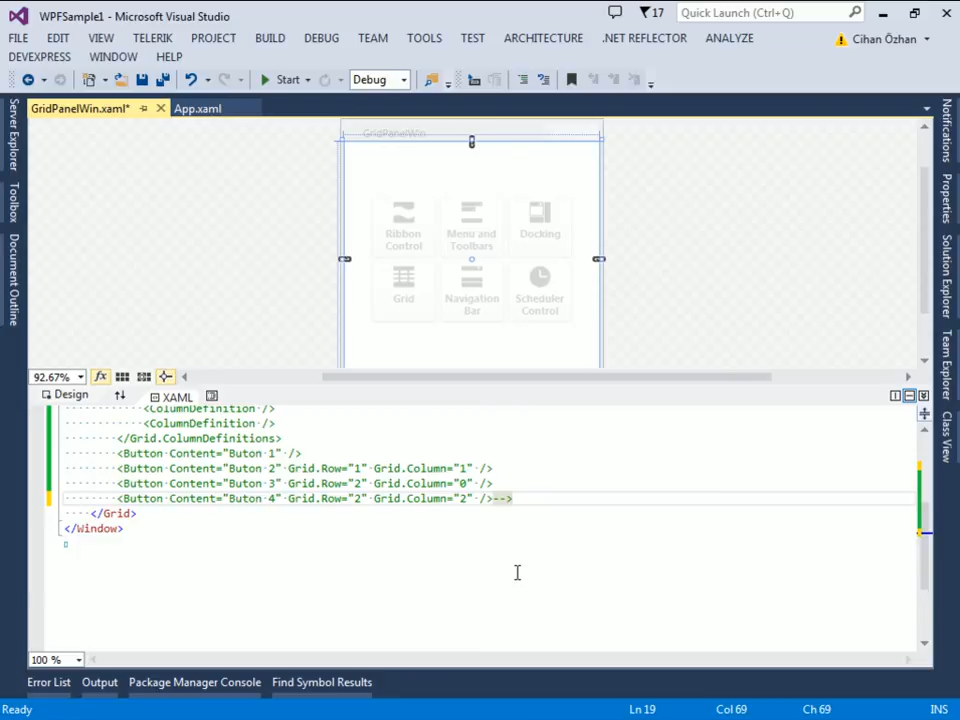 WPFSample1 - Microsoft Visual Studio
17
Quick Launch (Ctrl+Q)
FILE EDIT VIEW TELERIK PROJECT BUILD DEBUG TEAM TOOLS TEST ARCHITECTURE .NET REFLECTOR ANALYZE
Cihan Özhan
DEVEXPRESS WINDOW HELP
Start
Debug
GridPanelWin.xaml*
App.xaml
Server Explorer
Toolbox
Document Outline
Notifications
Properties
Solution Explorer
Team Explorer
Class View
GridPanelWin
Ribbon Control
Menu and Toolbars
Docking
Grid
Navigation Bar
Scheduler Control
92.67%
fx
Design
XAML
<ColumnDefinition />
<ColumnDefinition />
</Grid.ColumnDefinitions>
<Button Content="Buton 1" />
<Button Content="Buton 2" Grid.Row="1" Grid.Column="1" />
<Button Content="Buton 3" Grid.Row="2" Grid.Column="0" />
<Button Content="Buton 4" Grid.Row="2" Grid.Column="2" />-->
</Grid>
</Window>
100 %
Error List Output Package Manager Console Find Symbol Results
Ready Ln 19 Col 69 Ch 69 INS